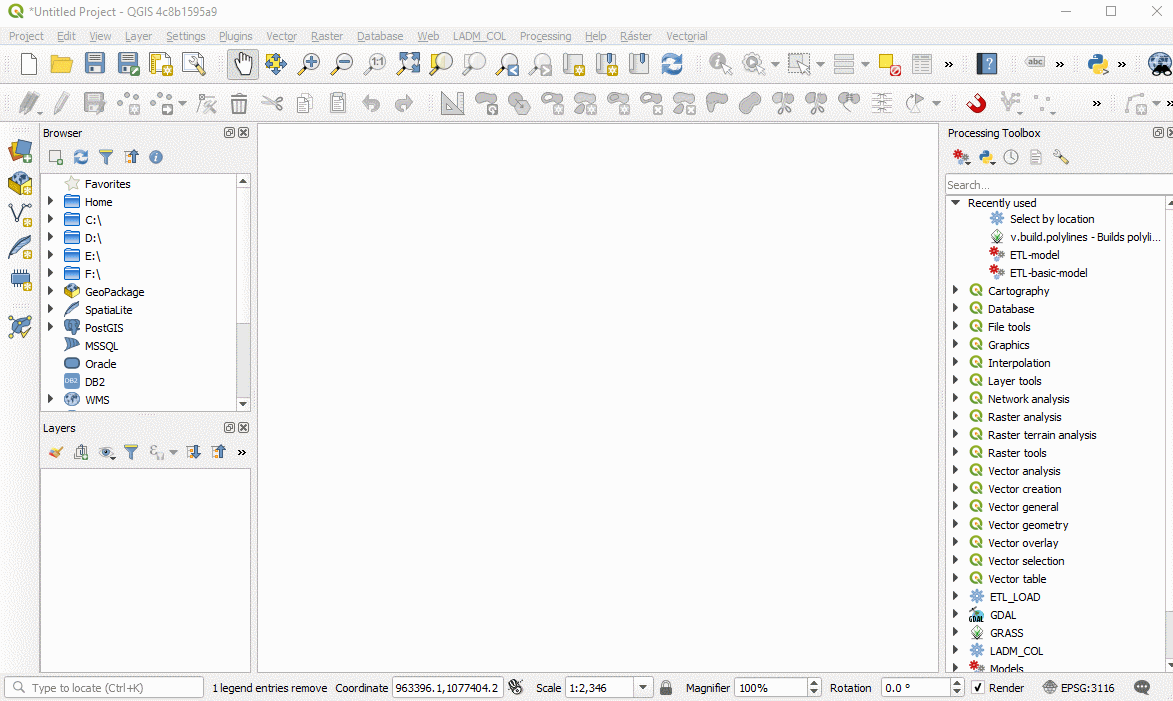 *Untitled Project - QGIS 4c8b1595a9
Project Edit View Layer Settings Plugins Vector Raster Database Web LADM_COL Processing Help Ráster Vectorial
1:1 » ? abc » »
» »
Browser
Favorites
Home
C:\
D:\
E:\
F:\
GeoPackage
SpatiaLite
PostGIS
MSSQL
Oracle
DB2 DB2
WMS
Layers
»
Processing Toolbox
Search...
Recently used
Select by location
v.build.polylines - Builds polyli...
ETL-model
ETL-basic-model
Cartography
Database
File tools
Graphics
Interpolation
Layer tools
Network analysis
Raster analysis
Raster terrain analysis
Raster tools
Vector analysis
Vector creation
Vector general
Vector geometry
Vector overlay
Vector selection
Vector table
ETL_LOAD
GDAL GDAL
GRASS
LADM_COL
Models
Type to locate (Ctrl+K) 1 legend entries remove Coordinate 963396.1,1077404.2 Scale 1:2,346 Magnifier 100% Rotation 0.0 ° Render EPSG:3116